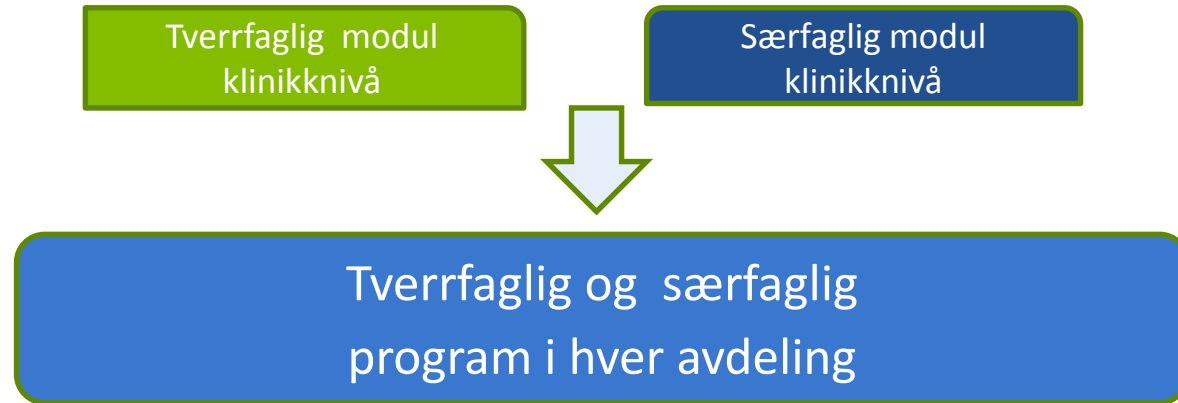 Tverrfaglig  modul
klinikknivå
Særfaglig modul
klinikknivå
Tverrfaglig og  særfaglig
program i hver avdeling